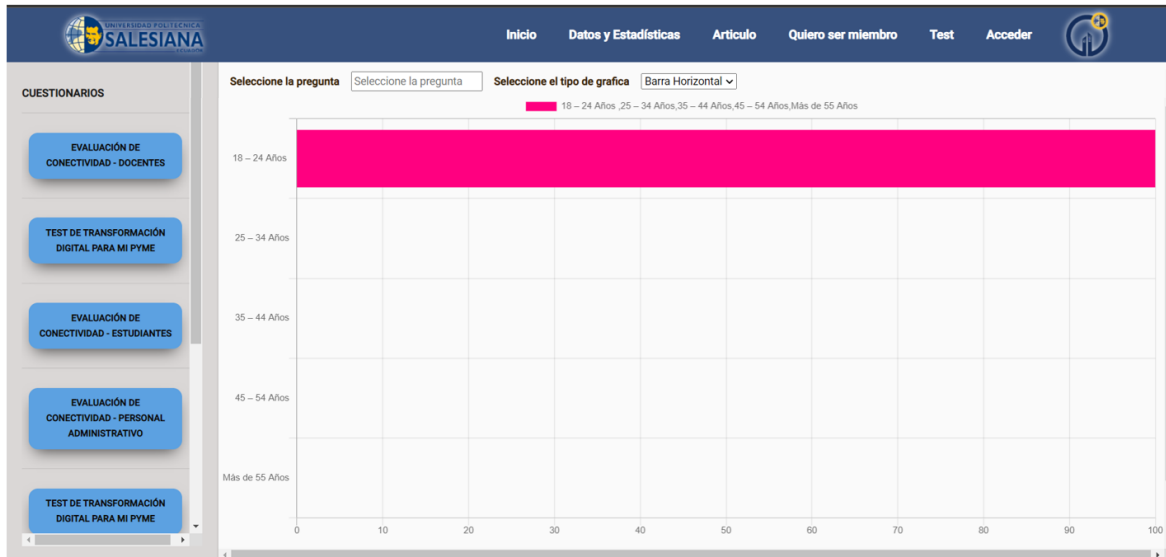 UNIVERSIDAD POLITÉCNICA
SALESIANA
ECUADOR
Inicio
Datos y Estadísticas
Articulo
Quiero ser miembro
Test
Acceder
CUESTIONARIOS
EVALUACIÓN DE
CONECTIVIDAD - DOCENTES
TEST DE TRANSFORMACIÓN
DIGITAL PARA MI PYME
EVALUACIÓN DE
CONECTIVIDAD - ESTUDIANTES
EVALUACIÓN DE
CONECTIVIDAD - PERSONAL
ADMINISTRATIVO
TEST DE TRANSFORMACIÓN
DIGITAL PARA MI PYME
Seleccione la pregunta
Seleccione la pregunta
Seleccione el tipo de grafica
Barra Horizontal
18 – 24 Años ,25 – 34 Años,35 – 44 Años,45 – 54 Años,Más de 55 Años
18 – 24 Años
25 – 34 Años
35 – 44 Años
45 – 54 Años
Más de 55 Años
0 10 20 30 40 50 60 70 80 90 100